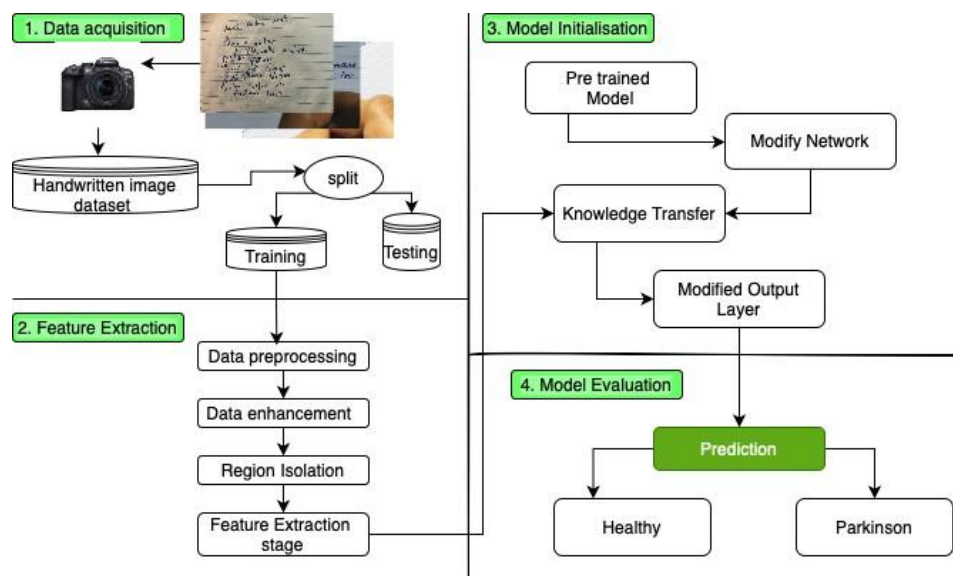 1. Data acquisition
Handwritten image
dataset
split
Training
Testing
2. Feature Extraction
Data preprocessing
Data enhancement
Region Isolation
Feature Extraction
stage
3. Model Initialisation
Pre trained
Model
Modify Network
Knowledge Transfer
Modified Output
Layer
4. Model Evaluation
Prediction
Healthy
Parkinson